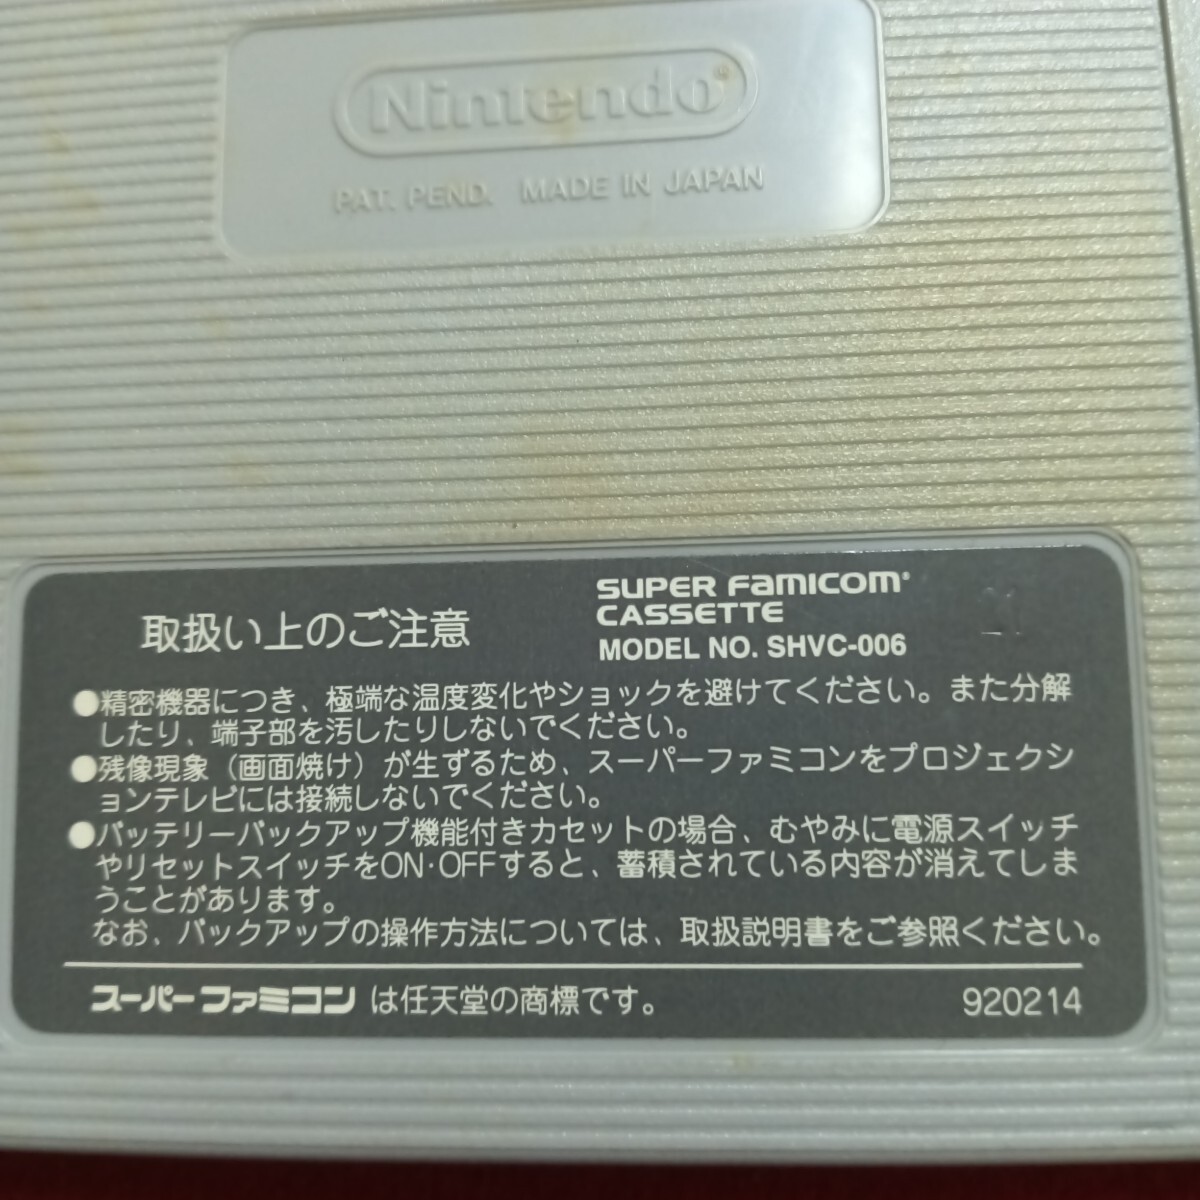 Nintendo®
PAT. PEND. MADE IN JAPAN
取扱い上のご注意
SUPER FAMICOM®
CASSETTE
MODEL NO. SHVC-006
●精密機器につき、極端な温度変化やショックを避けてください。また分解
したり、端子部を汚したりしないでください。
●残像現象（画面焼け）が生ずるため、スーパーファミコンをプロジェクシ
ョンテレビには接続しないでください。
●バッテリーバックアップ機能付きカセットの場合、むやみに電源スイッチ
やリセットスイッチをON・OFFすると、蓄積されている内容が消えてしま
うことがあります。
なお、バックアップの操作方法については、取扱説明書をご参照ください。
スーパーファミコン は任天堂の商標です。
920214